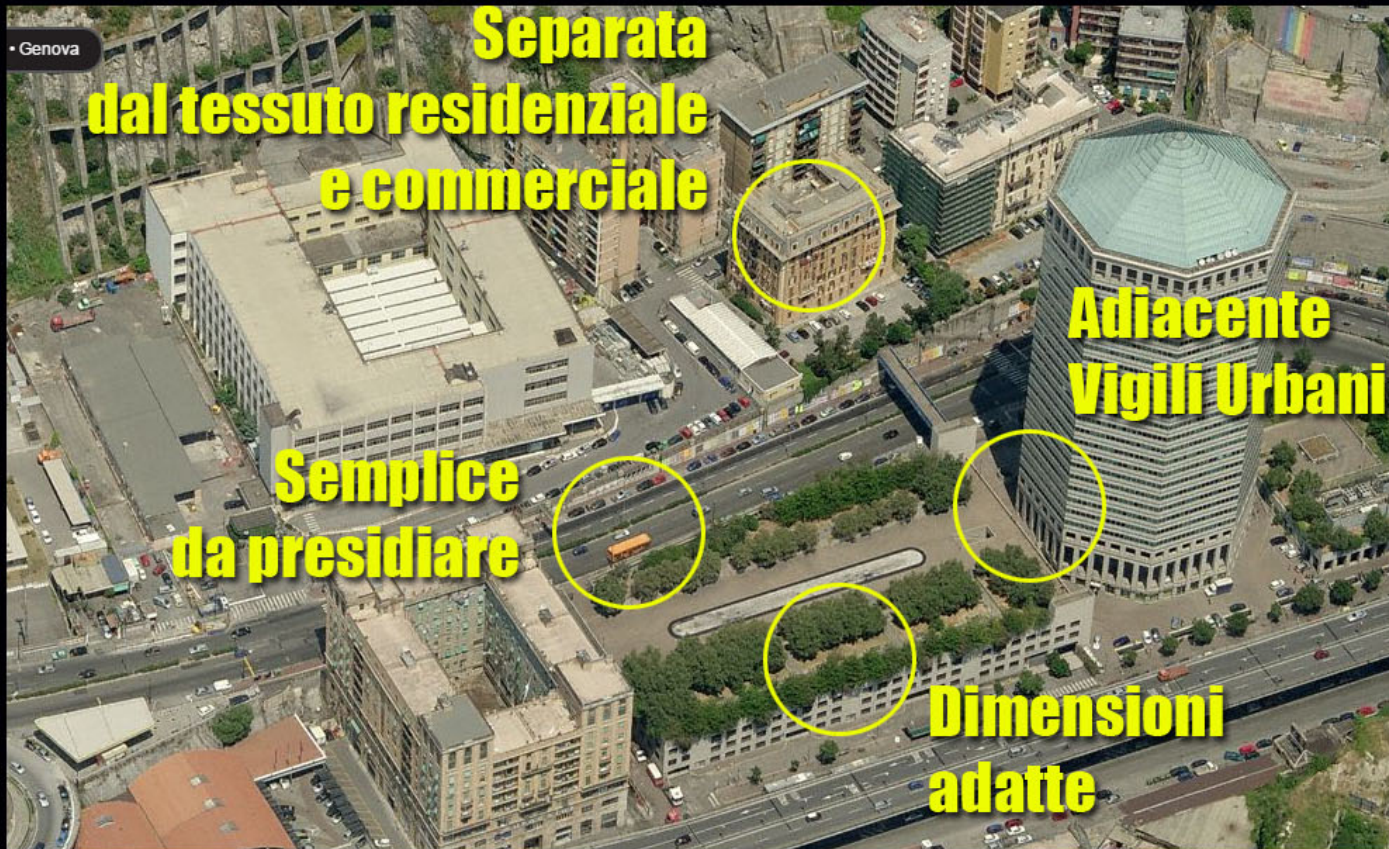 • Genova
Separata
dal tessuto residenziale
e commerciale
Adiacente
Vigili Urbani
Semplice
da presidiare
Dimensioni
adatte